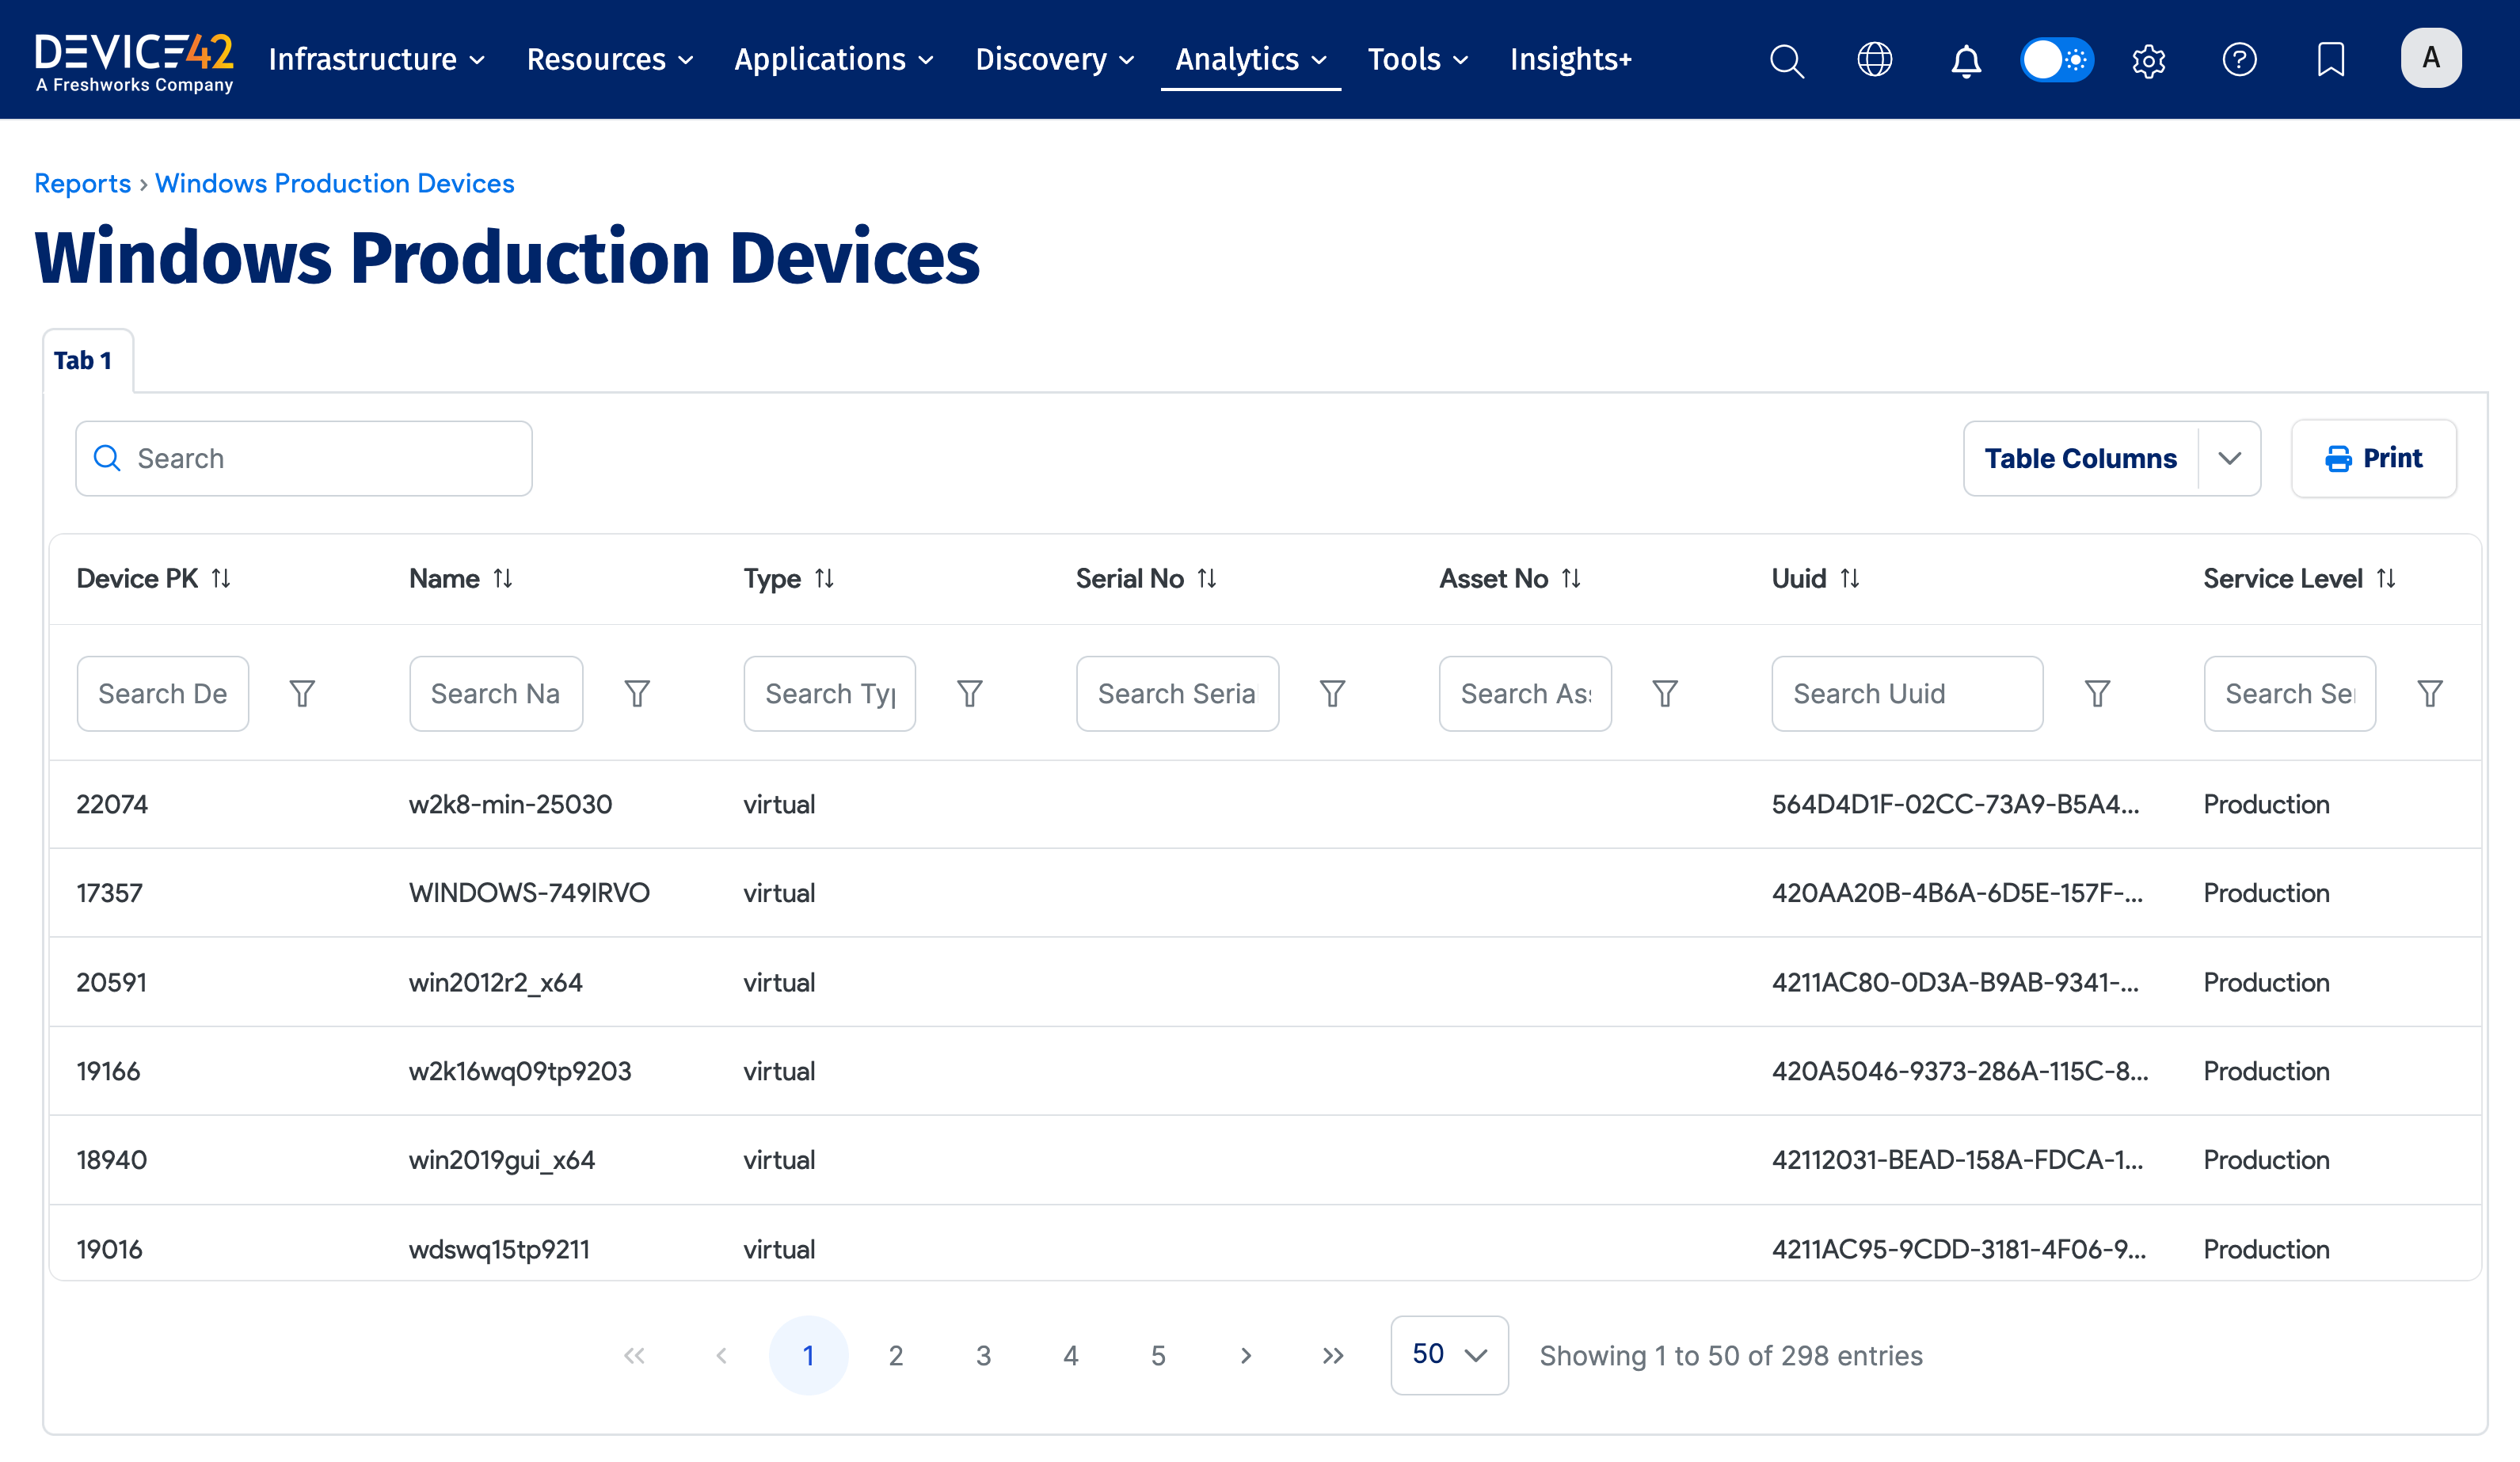 DEVICE42
A Freshworks Company
Infrastructure Resources Applications Discovery Analytics Tools Insights+ ? A
Reports › Windows Production Devices
Windows Production Devices
Tab 1
Search Table Columns Print
Device PK Name Type Serial No Asset No Uuid Service Level
Search De Search Na Search Typ Search Seria Search Ass Search Uuid Search Ser
22074 w2k8-min-25030 virtual 564D4D1F-02CC-73A9-B5A4... Production
17357 WINDOWS-749IRVO virtual 420AA20B-4B6A-6D5E-157F-... Production
20591 win2012r2_x64 virtual 4211AC80-0D3A-B9AB-9341-... Production
19166 w2k16wq09tp9203 virtual 420A5046-9373-286A-115C-8... Production
18940 win2019gui_x64 virtual 42112031-BEAD-158A-FDCA-1... Production
19016 wdswq15tp9211 virtual 4211AC95-9CDD-3181-4F06-9... Production
« ‹ 1 2 3 4 5 › » 50 Showing 1 to 50 of 298 entries